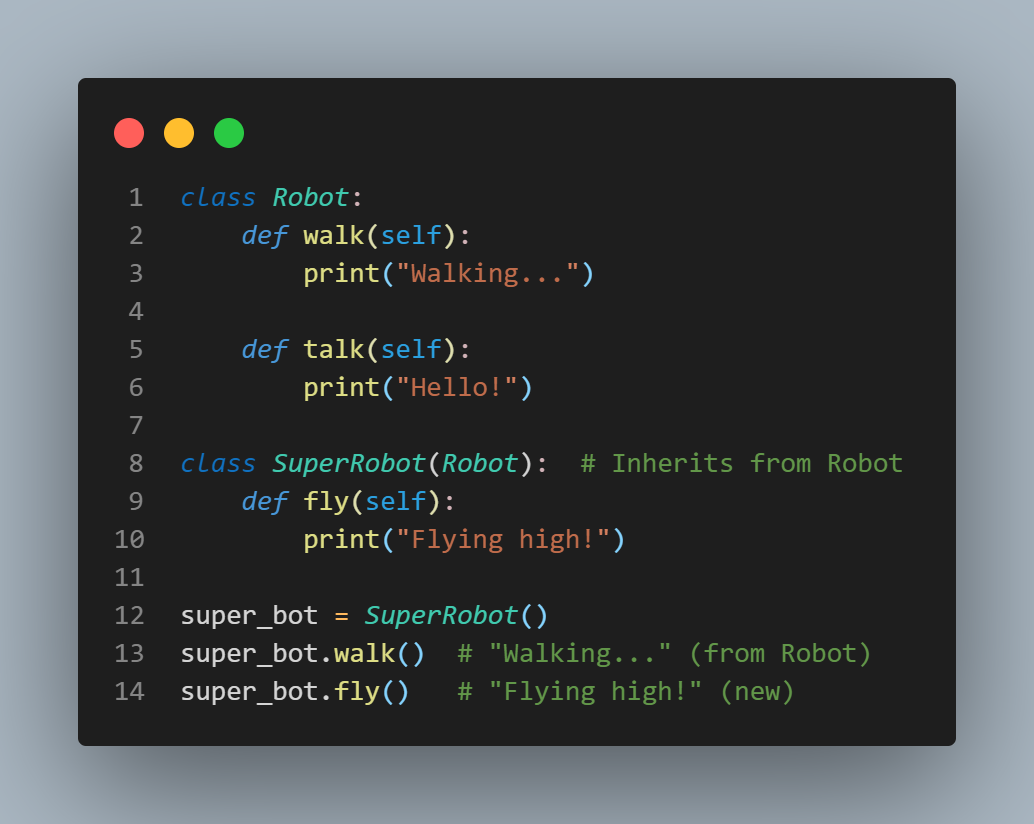 1 class Robot:
2     def walk(self):
3         print("Walking...")
4
5     def talk(self):
6         print("Hello!")
7
8 class SuperRobot(Robot):  # Inherits from Robot
9     def fly(self):
10         print("Flying high!")
11
12 super_bot = SuperRobot()
13 super_bot.walk()  # "Walking..." (from Robot)
14 super_bot.fly()   # "Flying high!" (new)